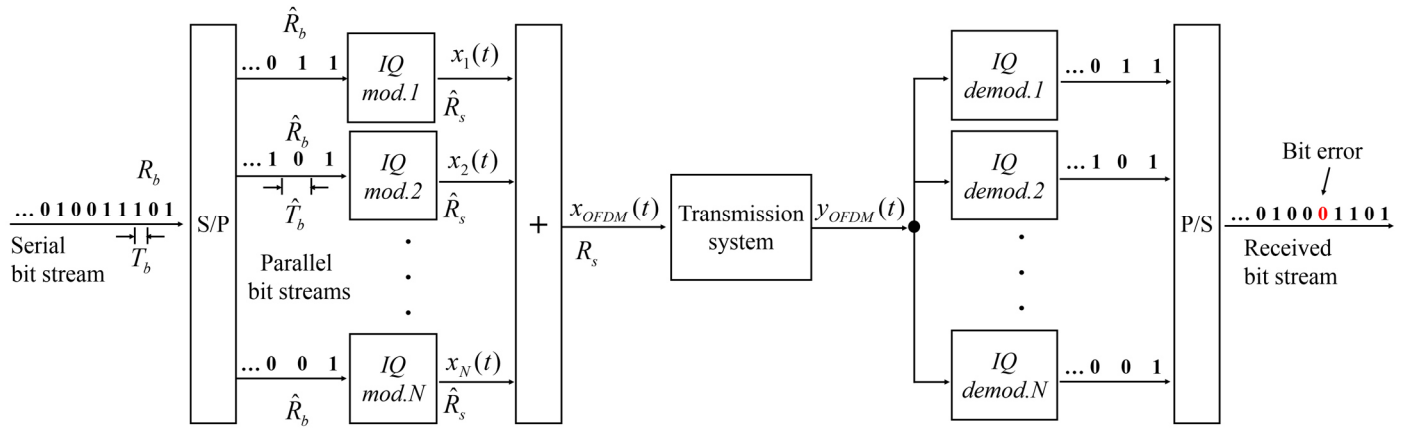 R̂_b
... 0 1 1
IQ
mod.1
x_1(t)
R̂_s
R̂_b
... 1 0 1
T̂_b
IQ
mod.2
x_2(t)
R̂_s
R_b
... 0 1 0 0 1 1 1 0 1
T_b
Serial
bit stream
S/P
Parallel
bit streams
... 0 0 1
R̂_b
IQ
mod.N
x_N(t)
R̂_s
+
x_OFDM(t)
R_s
Transmission
system
y_OFDM(t)
IQ
demod.1
... 0 1 1
IQ
demod.2
... 1 0 1
IQ
demod.N
... 0 0 1
P/S
Bit error
... 0 1 0 0 0 1 1 0 1
Received
bit stream